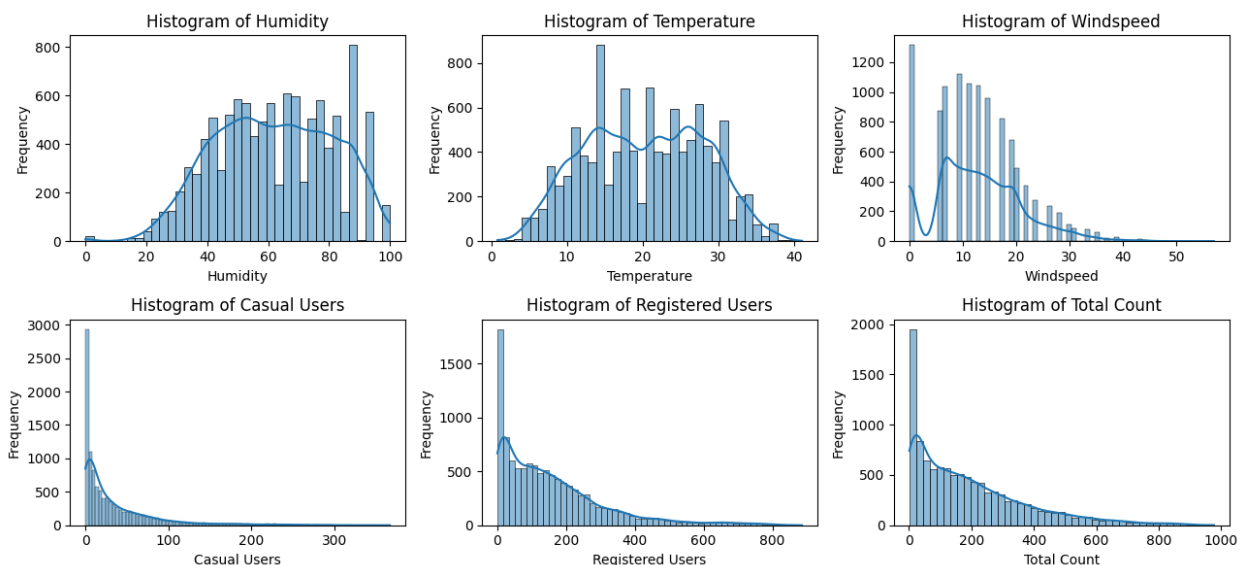 Histogram of Humidity
800
600
400
200
0
Frequency
0 20 40 60 80 100
Humidity
Histogram of Temperature
800
600
400
200
0
Frequency
0 10 20 30 40
Temperature
Histogram of Windspeed
1200
1000
800
600
400
200
0
Frequency
0 10 20 30 40 50
Windspeed
Histogram of Casual Users
3000
2500
2000
1500
1000
500
0
Frequency
0 100 200 300
Casual Users
Histogram of Registered Users
1500
1000
500
0
Frequency
0 200 400 600 800
Registered Users
Histogram of Total Count
2000
1500
1000
500
0
Frequency
0 200 400 600 800 1000
Total Count